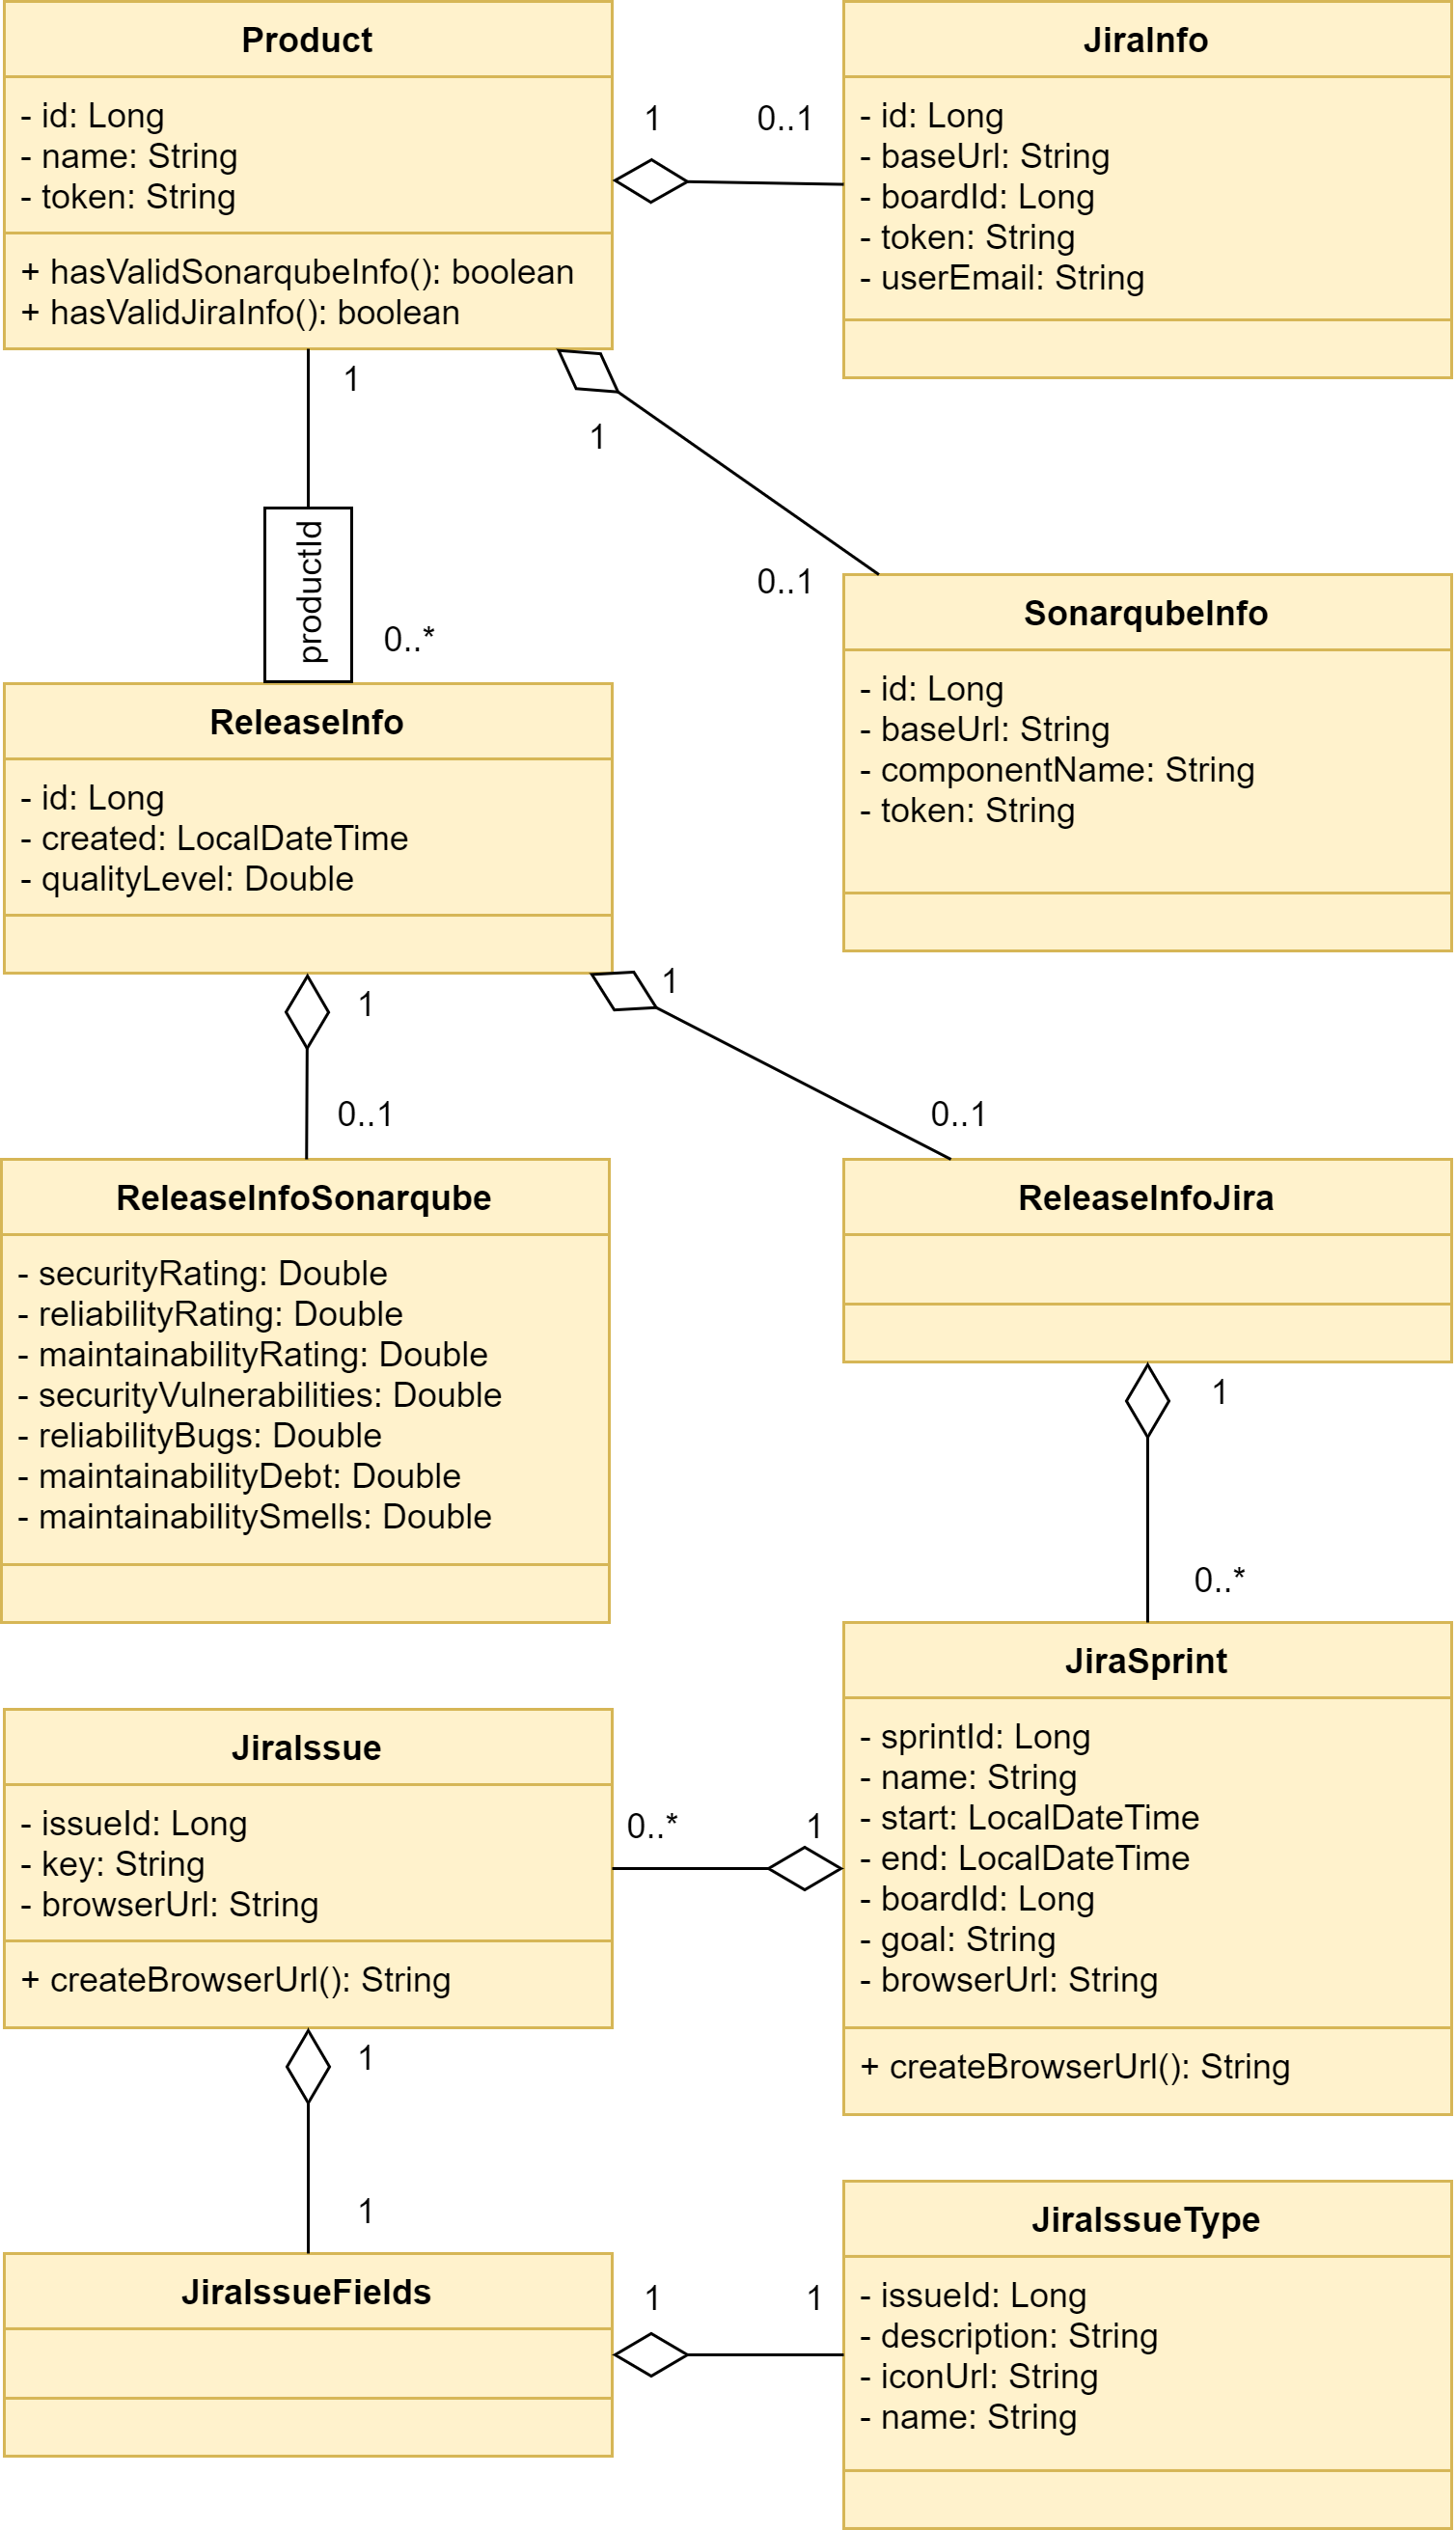 Product
- id: Long
- name: String
- token: String
+ hasValidSonarqubeInfo(): boolean
+ hasValidJiraInfo(): boolean
1
0..1
JiraInfo
- id: Long
- baseUrl: String
- boardId: Long
- token: String
- userEmail: String
1
productId
0..*
1
0..1
SonarqubeInfo
- id: Long
- baseUrl: String
- componentName: String
- token: String
ReleaseInfo
- id: Long
- created: LocalDateTime
- qualityLevel: Double
1
0..1
1
0..1
ReleaseInfoSonarqube
- securityRating: Double
- reliabilityRating: Double
- maintainabilityRating: Double
- securityVulnerabilities: Double
- reliabilityBugs: Double
- maintainabilityDebt: Double
- maintainabilitySmells: Double
ReleaseInfoJira
1
0..*
JiraSprint
- sprintId: Long
- name: String
- start: LocalDateTime
- end: LocalDateTime
- boardId: Long
- goal: String
- browserUrl: String
+ createBrowserUrl(): String
0..*
1
JiraIssue
- issueId: Long
- key: String
- browserUrl: String
+ createBrowserUrl(): String
1
1
JiraIssueFields
1
1
JiraIssueType
- issueId: Long
- description: String
- iconUrl: String
- name: String